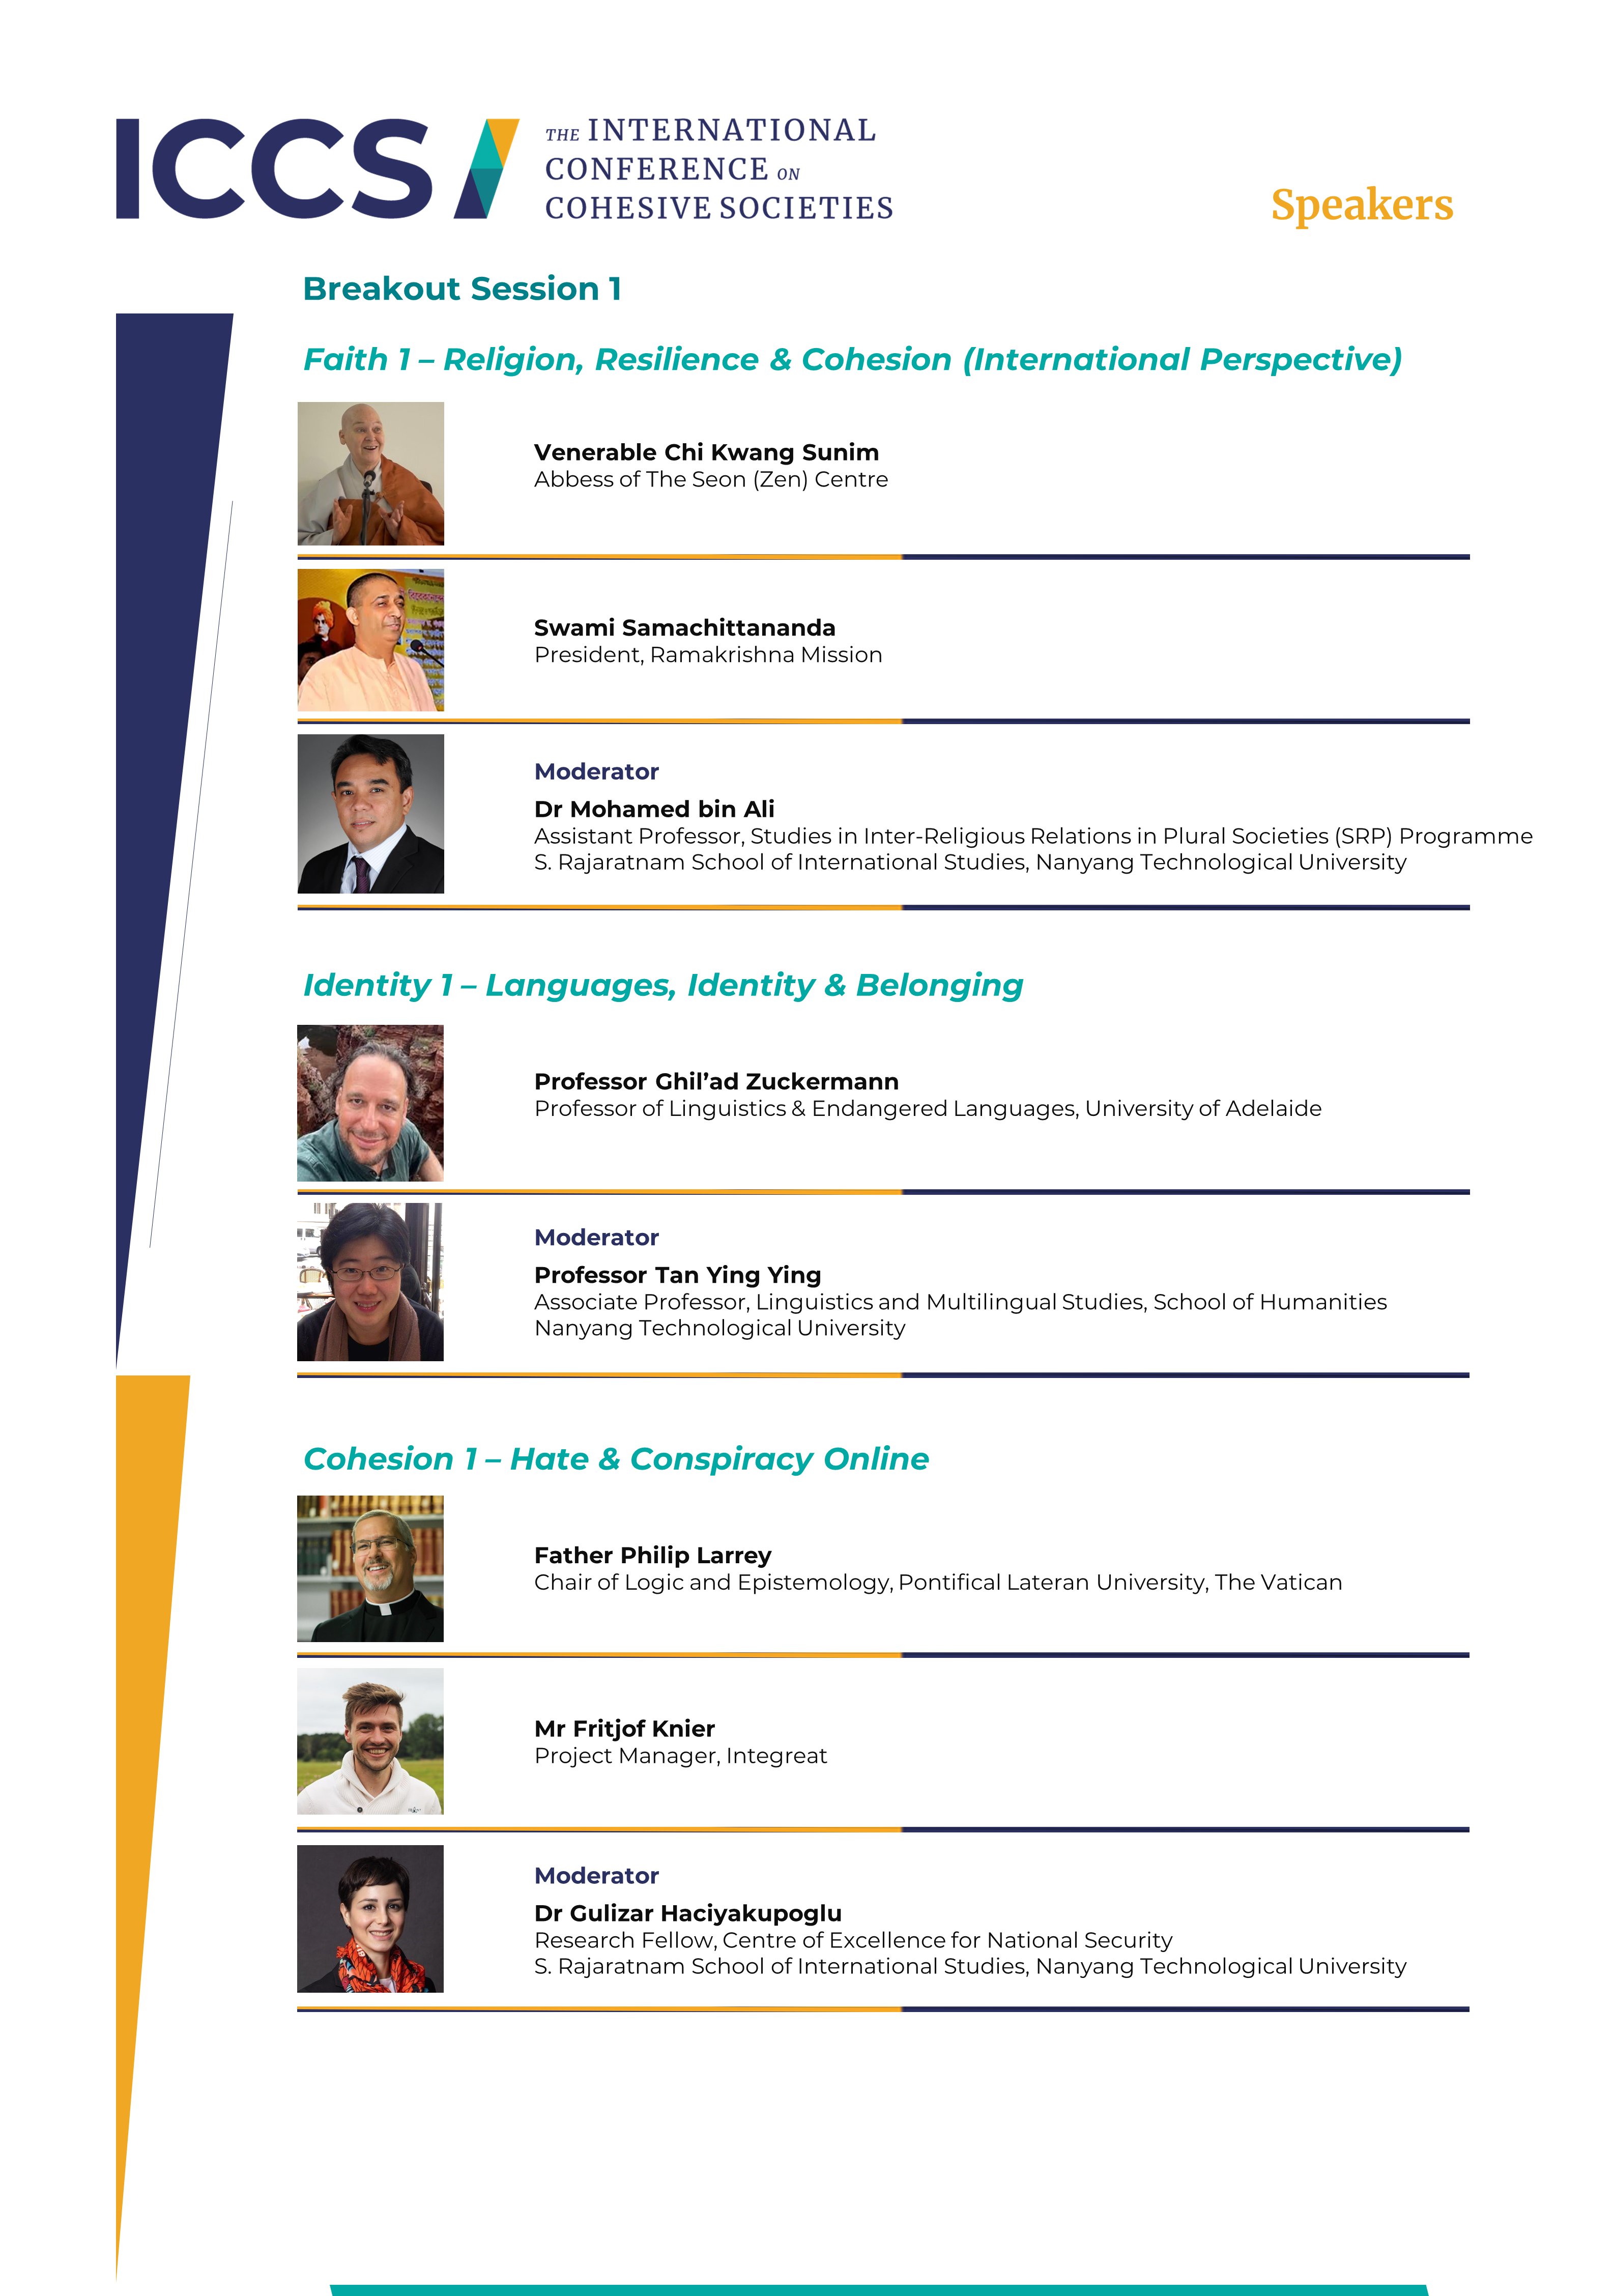 ICCS
THE INTERNATIONAL
CONFERENCE ON
COHESIVE SOCIETIES
Speakers
Breakout Session 1
Faith 1 – Religion, Resilience & Cohesion (International Perspective)
Venerable Chi Kwang Sunim
Abbess of The Seon (Zen) Centre
Swami Samachittananda
President, Ramakrishna Mission
Moderator
Dr Mohamed bin Ali
Assistant Professor, Studies in Inter-Religious Relations in Plural Societies (SRP) Programme
S. Rajaratnam School of International Studies, Nanyang Technological University
Identity 1 – Languages, Identity & Belonging
Professor Ghil’ad Zuckermann
Professor of Linguistics & Endangered Languages, University of Adelaide
Moderator
Professor Tan Ying Ying
Associate Professor, Linguistics and Multilingual Studies, School of Humanities
Nanyang Technological University
Cohesion 1 – Hate & Conspiracy Online
Father Philip Larrey
Chair of Logic and Epistemology, Pontifical Lateran University, The Vatican
Mr Fritjof Knier
Project Manager, Integreat
Moderator
Dr Gulizar Haciyakupoglu
Research Fellow, Centre of Excellence for National Security
S. Rajaratnam School of International Studies, Nanyang Technological University